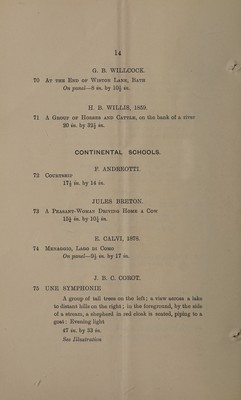 14
G. B. WILLCOCK.
70 At the End of Wiston Lane, Bath
On panel—8 in. by 10½ in.
H. B. WILLIS, 1869.
71 A Group of Horses and Cattle, on the bank of a river
20 in. by 32½ in.
CONTINENTAL SCHOOLS.
F. ANDREOTTI.
72 Courtship
17½ in. by 14 in.
JULES BRETON.
73 A Peasant-Woman Driving Home a Cow
15½ in. by 10½ in.
E. CALVI, 1878.
74 Menaggio, Lago di Como
On panel—9½ in. by 17 in.
J. B. C. COROT.
75 UNE SYMPHONIE
A group of tall trees on the left; a view across a lake
to distant hills on the right; in the foreground, by the side
of a stream, a shepherd in red cloak is seated, piping to a
goat: Evening light
47 in. by 53 in.
See Illustration